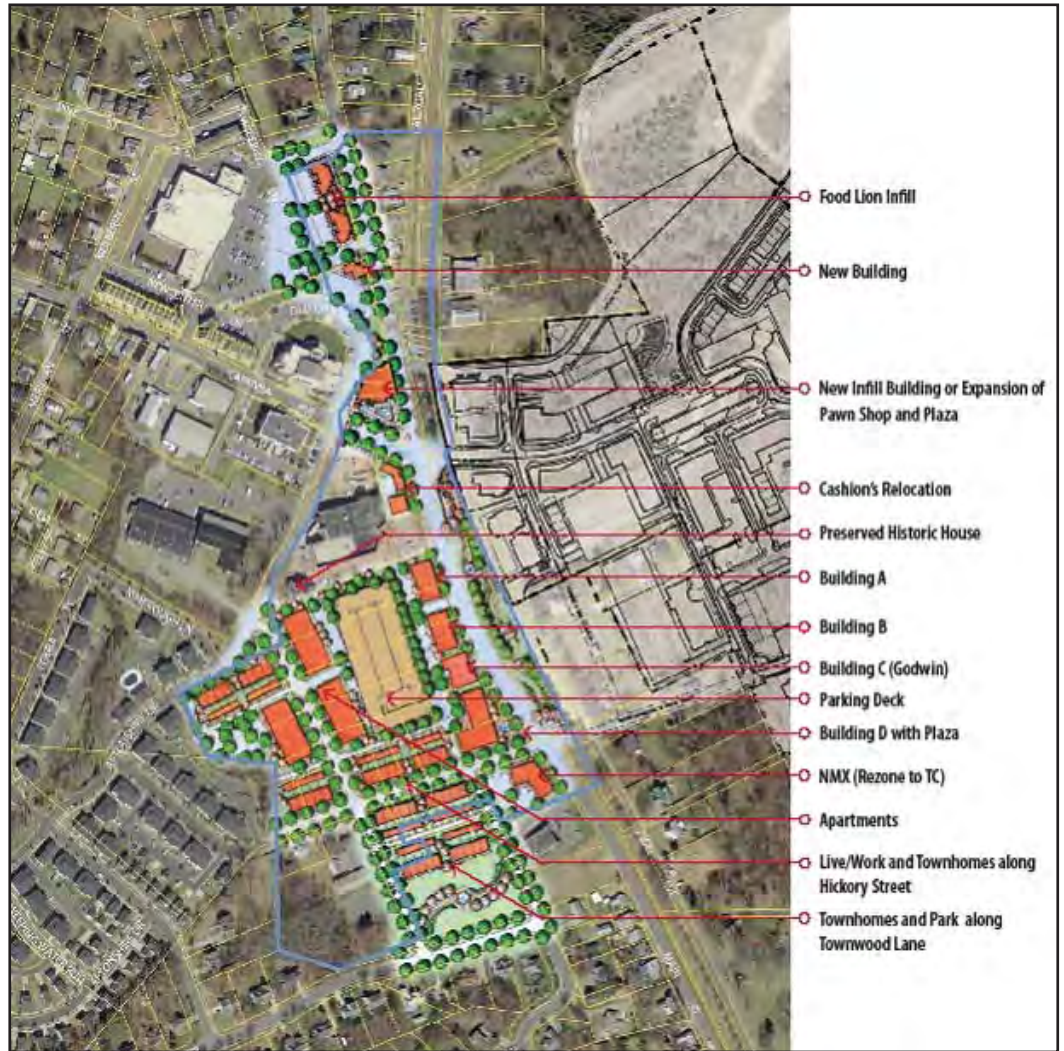 Food Lion Infill
New Building
New Infill Building or Expansion of
Pawn Shop and Plaza
Cashion's Relocation
Preserved Historic House
Building A
Building B
Building C (Godwin)
Parking Deck
Building D with Plaza
NMX (Rezone to TC)
Apartments
Live/Work and Townhomes along
Hickory Street
Townhomes and Park along
Townwood Lane